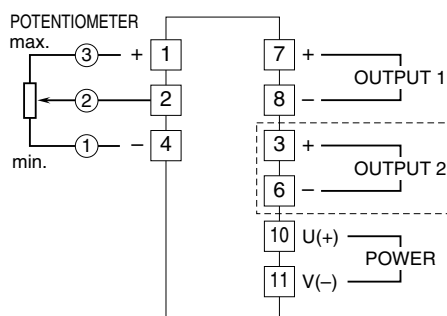 POTENTIOMETER
max.
3 + 1
2 2
1 − 4
min.
7 +
OUTPUT 1
8 −
3 +
OUTPUT 2
6 −
10 U(+)
POWER
11 V(−)